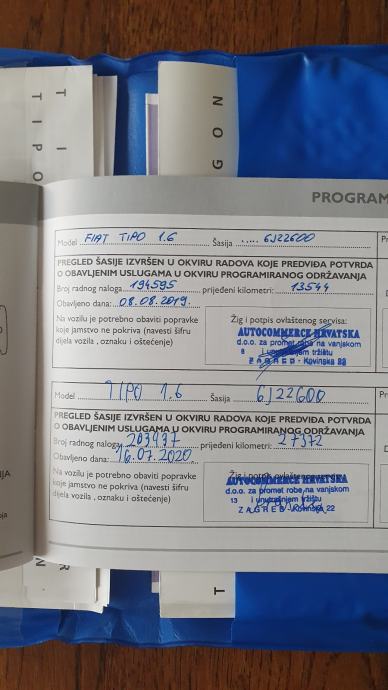 T I
T I P O
G O N
PROGRAM
Model FIAT TIPO 1.6 Šasija ..... 6J22600
PREGLED ŠASIJE IZVRŠEN U OKVIRU RADOVA KOJE PREDVIĐA POTVRDA
O OBAVLJENIM USLUGAMA U OKVIRU PROGRAMIRANOG ODRŽAVANJA
Broj radnog naloga 194595 prijeđeni kilometri: 13544
Obavljeno dana: 08.08.2019.
Na vozilu je potrebno obaviti popravke
koje jamstvo ne pokriva (navesti šifru
dijela vozila, oznaku i oštećenje)
Žig i potpis ovlaštenog servisa:
AUTOCOMMERCE HRVATSKA
d.o.o. za promet robe na vanjskom
i unutrašnjem tržištu
ZAGREB - Kovinska 22
Model TIPO 1.6 Šasija 6J22600
PREGLED ŠASIJE IZVRŠEN U OKVIRU RADOVA KOJE PREDVIĐA POTVRDA
O OBAVLJENIM USLUGAMA U OKVIRU PROGRAMIRANOG ODRŽAVANJA
Broj radnog naloga 203497 prijeđeni kilometri: 27372
Obavljeno dana: 16.07.2020
Na vozilu je potrebno obaviti popravke
koje jamstvo ne pokriva (navesti šifru
dijela vozila , oznaku i oštećenje)
Žig i potpis ovlaštenog servisa
AUTOCOMMERCE HRVATSKA
d.o.o. za promet robe na vanjskom
13 i unutrašnjem tržištu
ZAGREB Kovinska 22